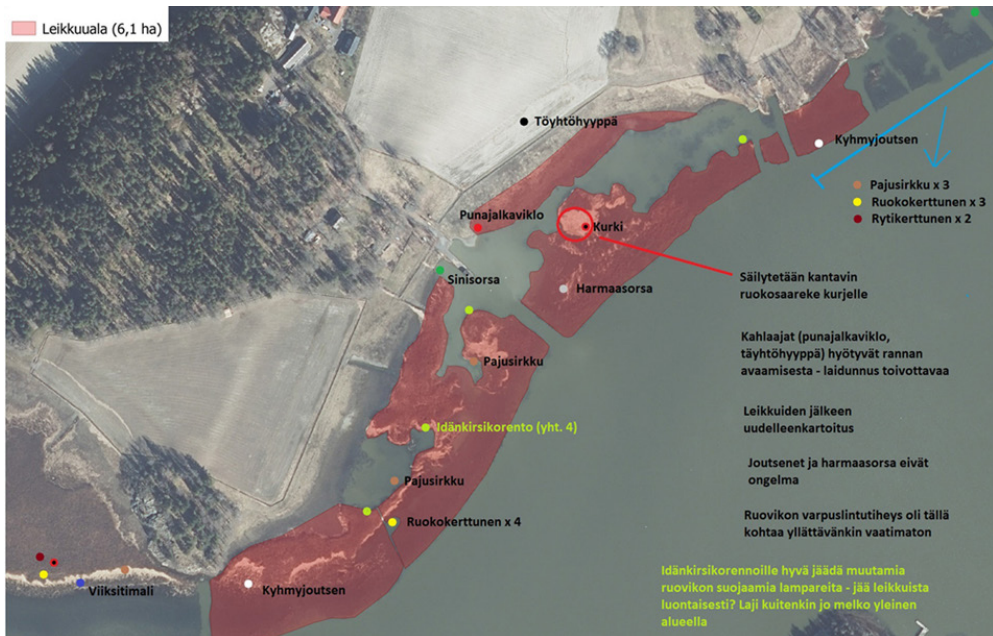 Leikkuuala (6,1 ha)
Töyhtöhyyppä
Kyhmyjoutsen
Pajusirkku x 3
Ruokokerttunen x 3
Rytikerttunen x 2
Punajalkaviklo
Kurki
Sinisorsa
Harmaasorsa
Säilytetään kantavin
ruokosaareke kurjelle
Pajusirkku
Kahlaajat (punajalkaviklo,
täyhtöhyyppä) hyötyvät rannan
avaamisesta - laidunnus toivottavaa
Idänkirsikorento (yht. 4)
Leikkuiden jälkeen
uudelleenkartoitus
Joutsenet ja harmaasorsa eivät
ongelma
Pajusirkku
Ruokokerttunen x 4
Ruovikon varpuslintutiheys oli tällä
kohtaa yllättävänkin vaatimaton
Viiksitimali
Kyhmyjoutsen
Idänkirsikorennoille hyvä jäädä muutamia
ruovikon suojaamia lampareita - jää leikkuista
luontaisesti? Laji kuitenkin jo melko yleinen
alueella